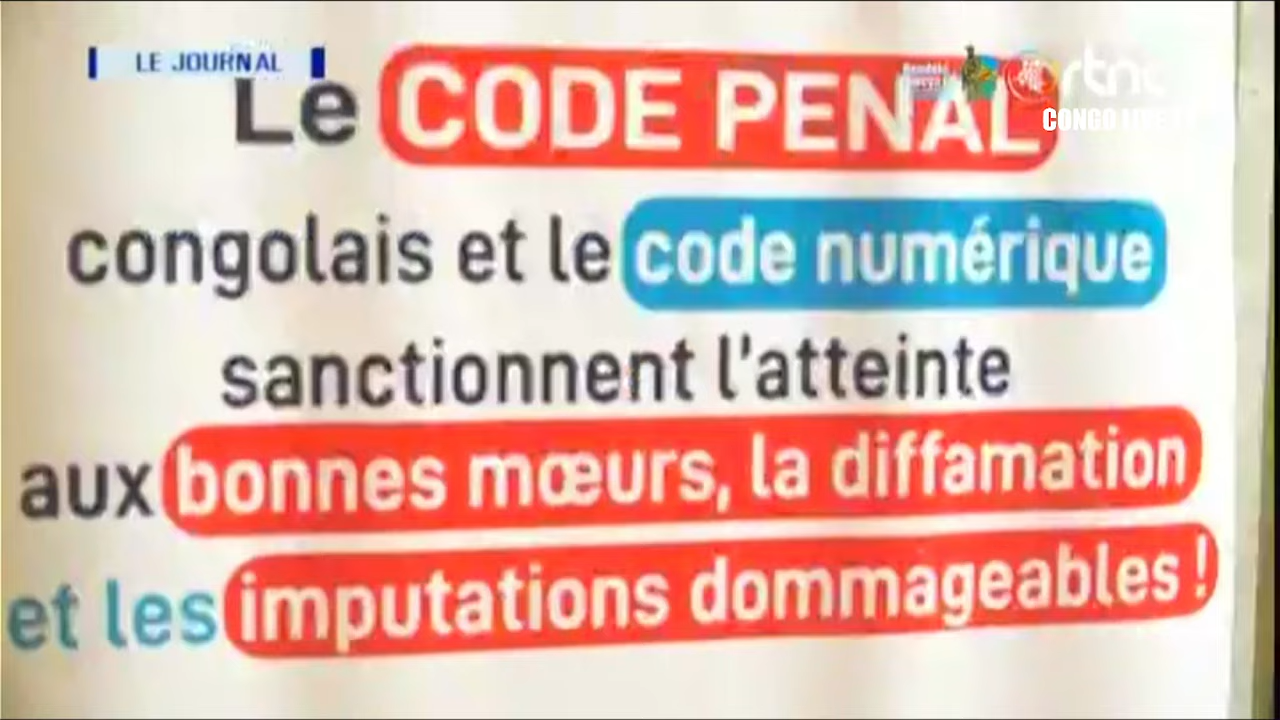 LE JOURNAL
rtnc
CONGO
Le CODE PENAL
congolais et le code numérique
sanctionnent l'atteinte
aux bonnes mœurs, la diffamation
et les imputations dommageables !